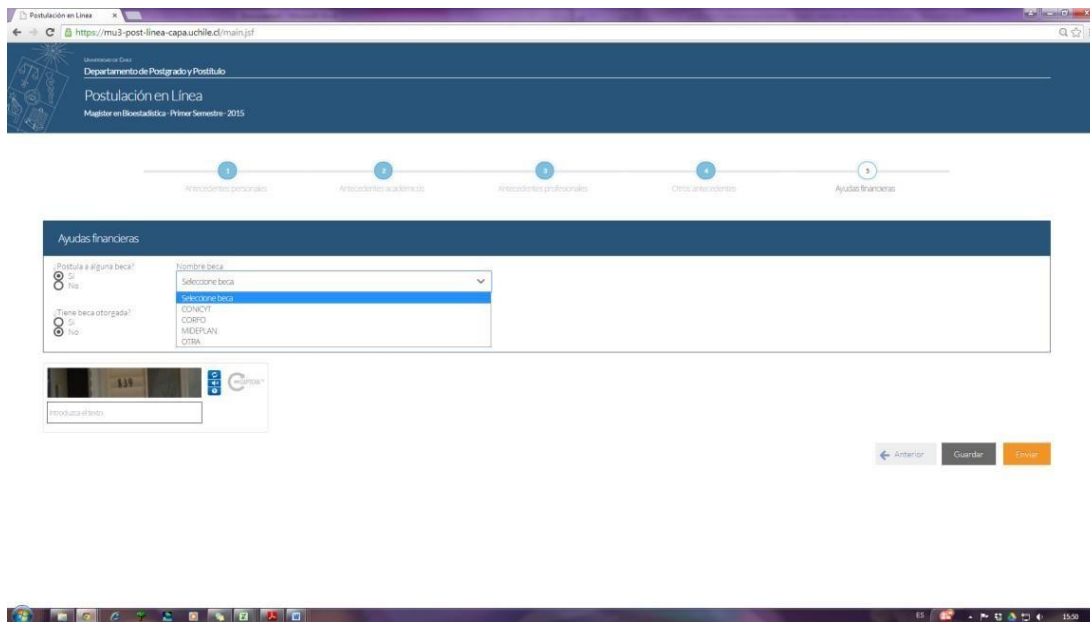 Postulación en Linea
https://mu3-post-linea-capa.uchile.cl/main.jsf
UNIVERSIDAD DE CHILE
Departamento de Postgrado y Postítulo
Postulación en Línea
Magíster en Bioestadística - Primer Semestre - 2015
1
2
3
4
5
Antecedentes personales
Antecedentes académicos
Antecedentes profesionales
Otros antecedentes
Ayudas financieras
Ayudas financieras
¿Postula a alguna beca?
Si
No
Nombre beca
Seleccione beca
Seleccione beca
CONICYT
CORFO
MIDEPLAN
OTRA
¿Tiene beca otorgada?
Si
No
Introduzca el texto
Anterior
Guardar
Enviar
ES
15:50